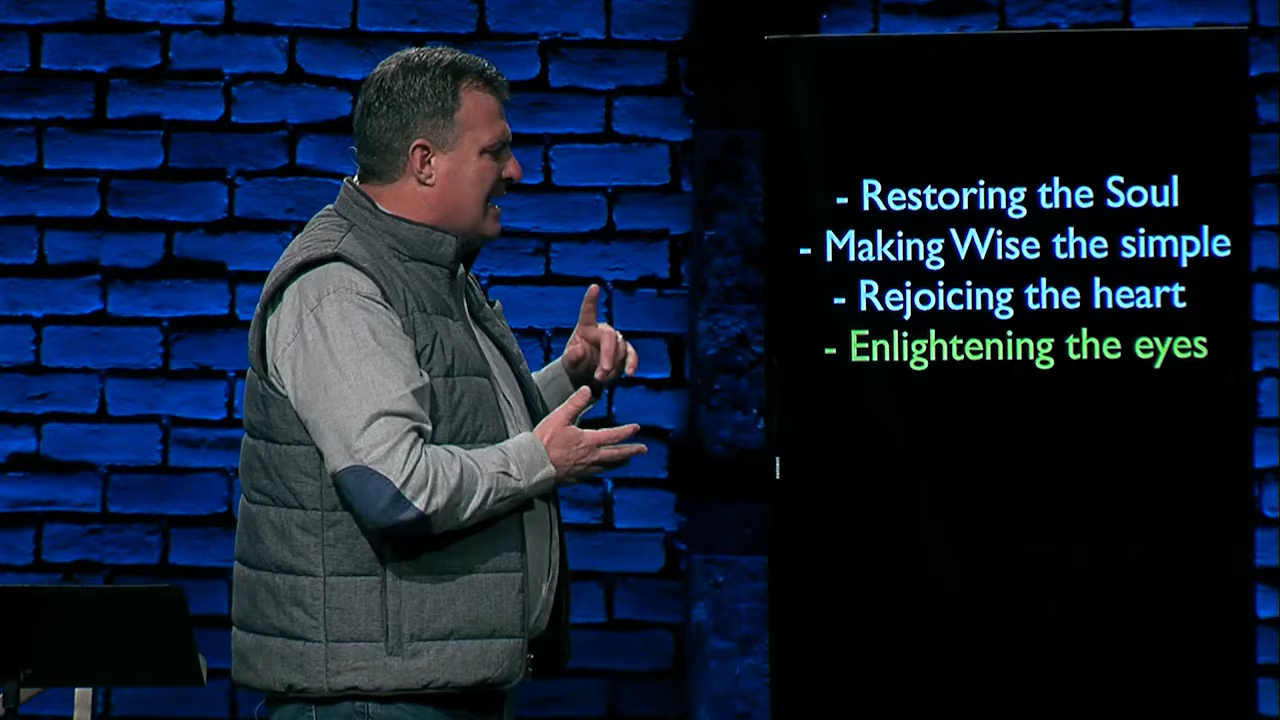 - Restoring the Soul
- Making Wise the simple
- Rejoicing the heart
- Enlightening the eyes